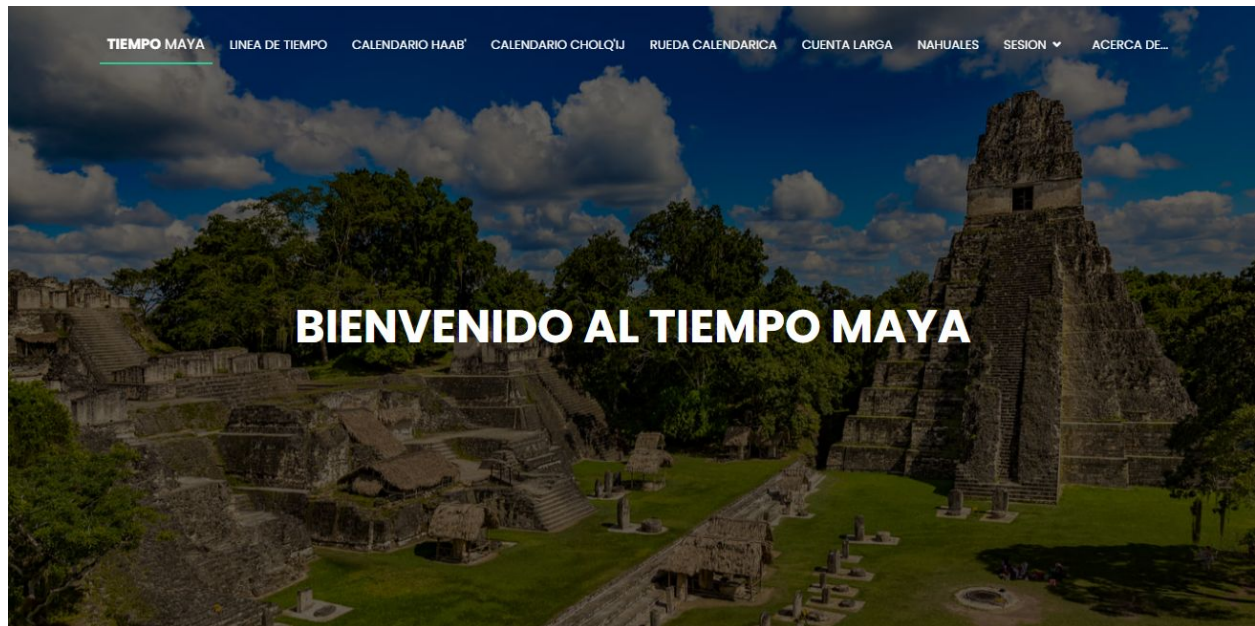 TIEMPO MAYA LINEA DE TIEMPO CALENDARIO HAAB' CALENDARIO CHOLQ'IJ RUEDA CALENDARICA CUENTA LARGA NAHUALES SESION ACERCA DE...
BIENVENIDO AL TIEMPO MAYA